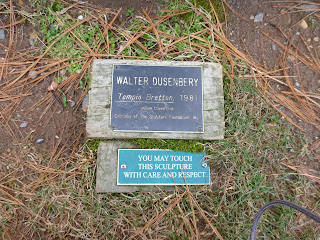 WALTER DUSENBERY
Tempio Bretton, 1981
Courtesy of The Sculpture Foundation, Inc.
YOU MAY TOUCH
THIS SCULPTURE
WITH CARE AND RESPECT